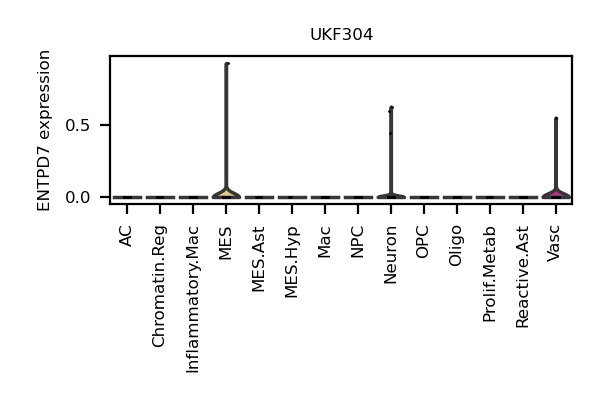 UKF304
ENTPD7 expression
0.5
0.0
AC
Chromatin.Reg
Inflammatory.Mac
MES
MES.Ast
MES.Hyp
Mac
NPC
Neuron
OPC
Oligo
Prolif.Metab
Reactive.Ast
Vasc